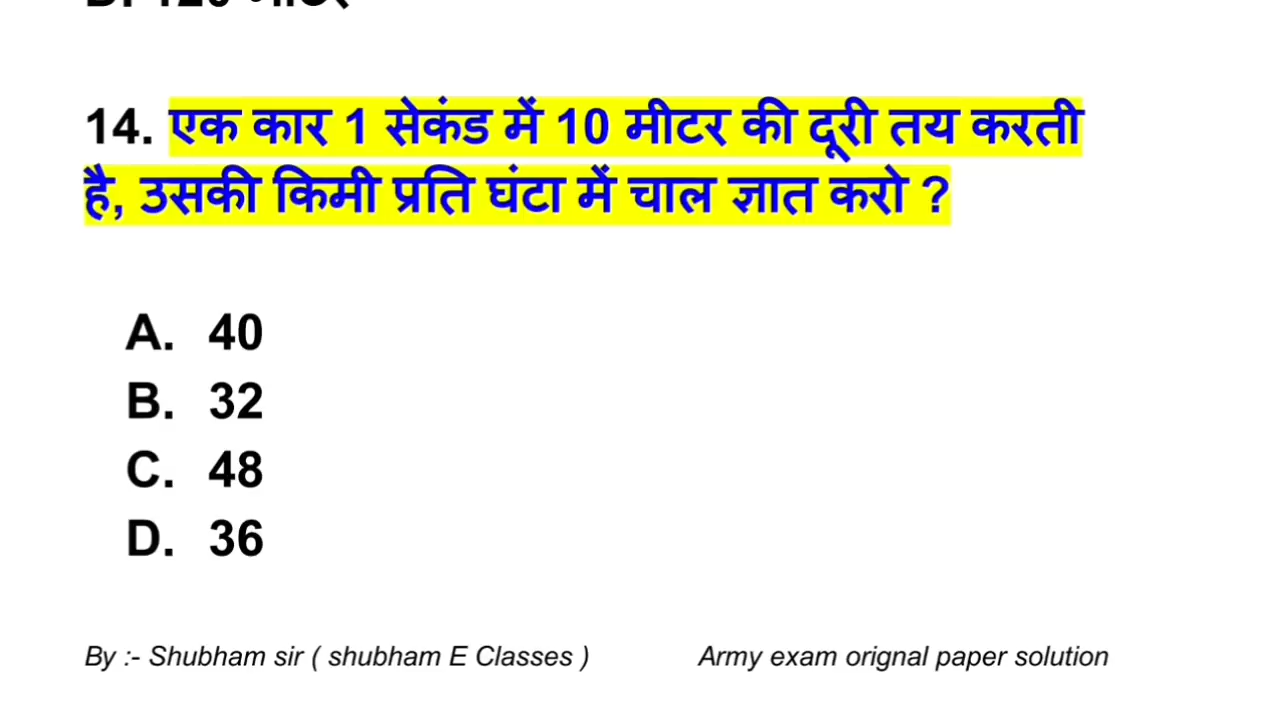 14. एक कार 1 सेकंड में 10 मीटर की दूरी तय करती
है, उसकी किमी प्रति घंटा में चाल ज्ञात करो ?
A. 40
B. 32
C. 48
D. 36
By :- Shubham sir ( shubham E Classes ) Army exam orignal paper solution